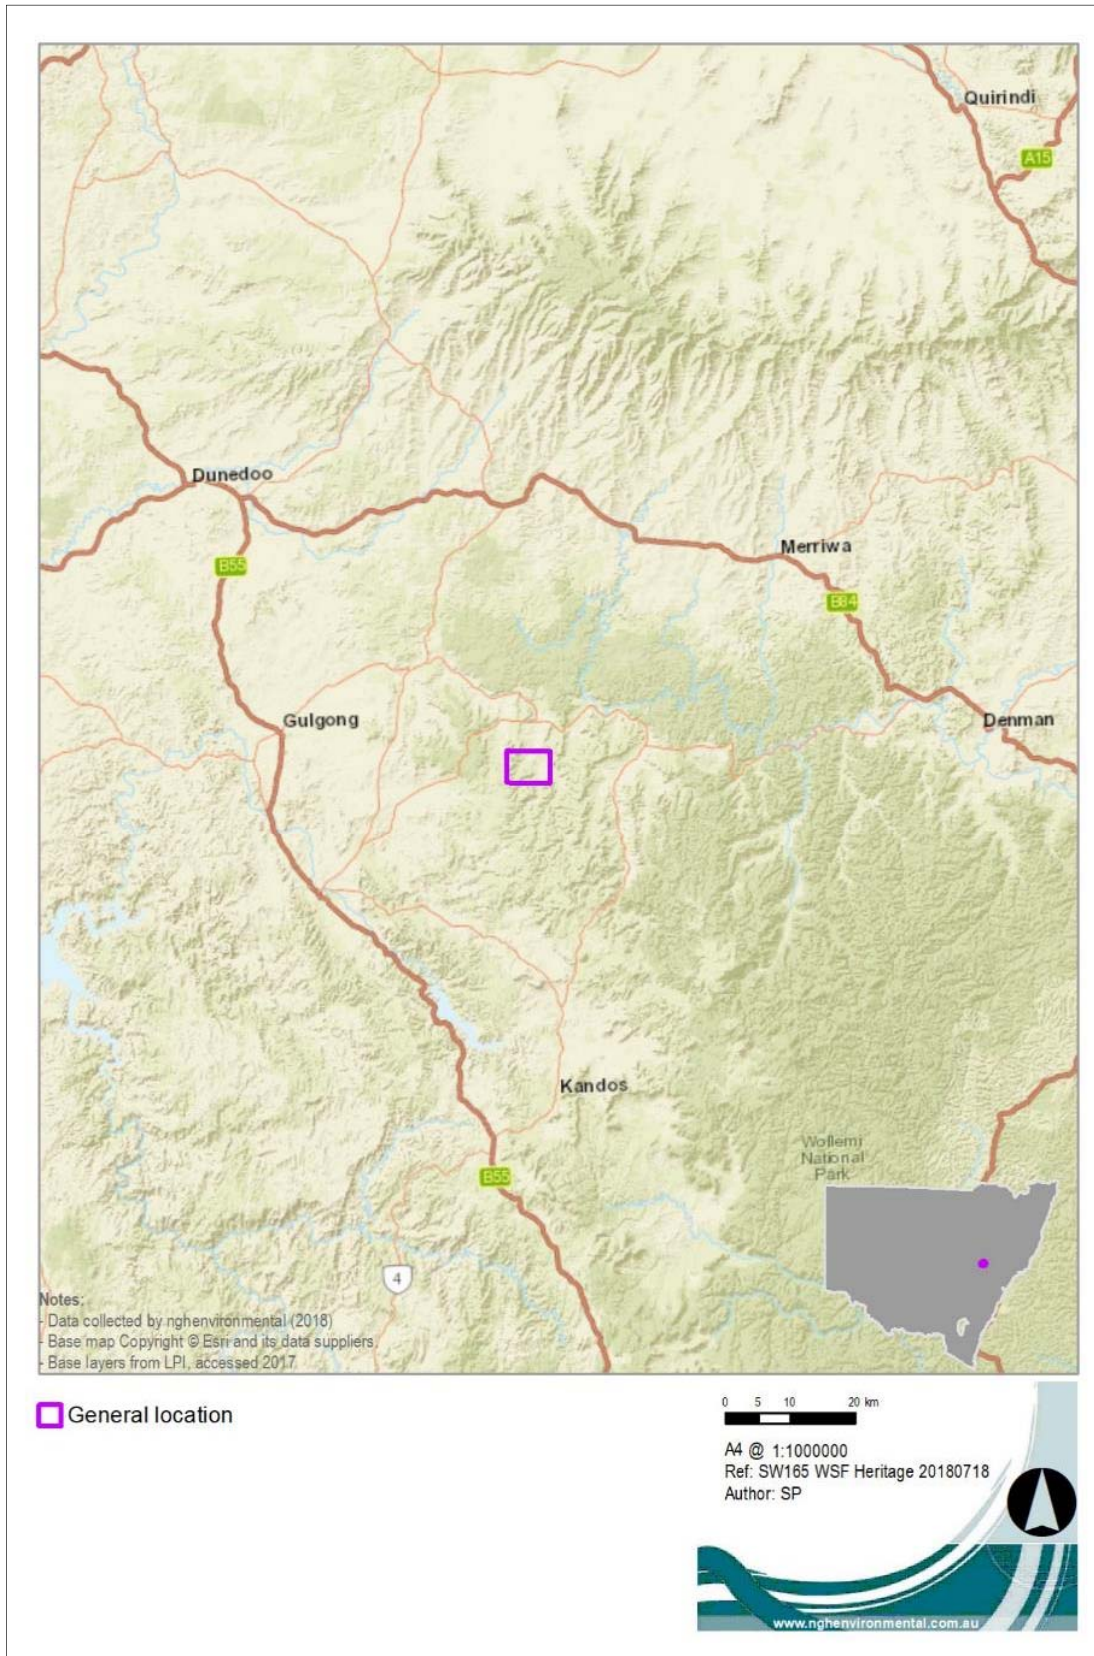 Quirindi
A15
Dunedoo
Merriwa
B55
B84
Gulgong
Denman
Kandos
Wollemi
National
Park
B55
4
Notes:
- Data collected by nghenvironmental (2018)
- Base map Copyright © Esri and its data suppliers.
- Base layers from LPI, accessed 2017
General location
0 5 10 20 km
A4 @ 1:1000000
Ref: SW165 WSF Heritage 20180718
Author: SP
www.nghenvironmental.com.au